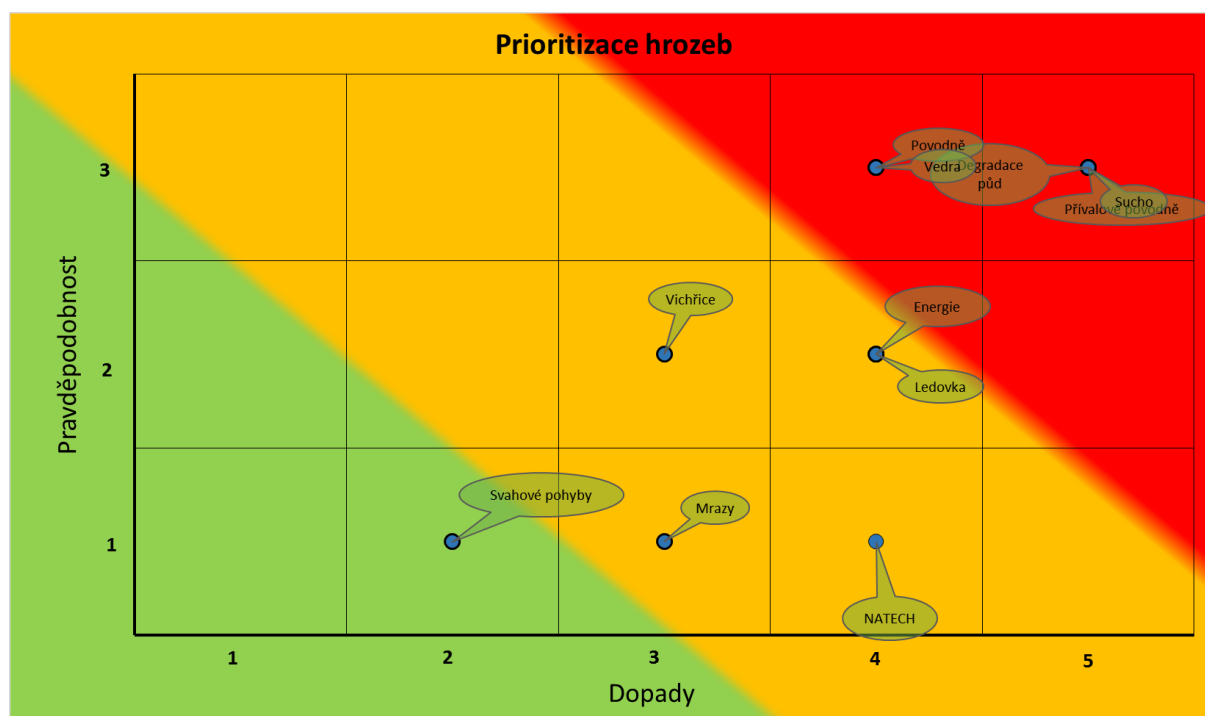 Prioritizace hrozeb
Pravděpodobnost
3
2
1
Povodně
Vedra
Degradace
půd
Sucho
Přívalové povodně
Vichřice
Energie
Ledovka
Svahové pohyby
Mrazy
NATECH
1
2
3
4
5
Dopady